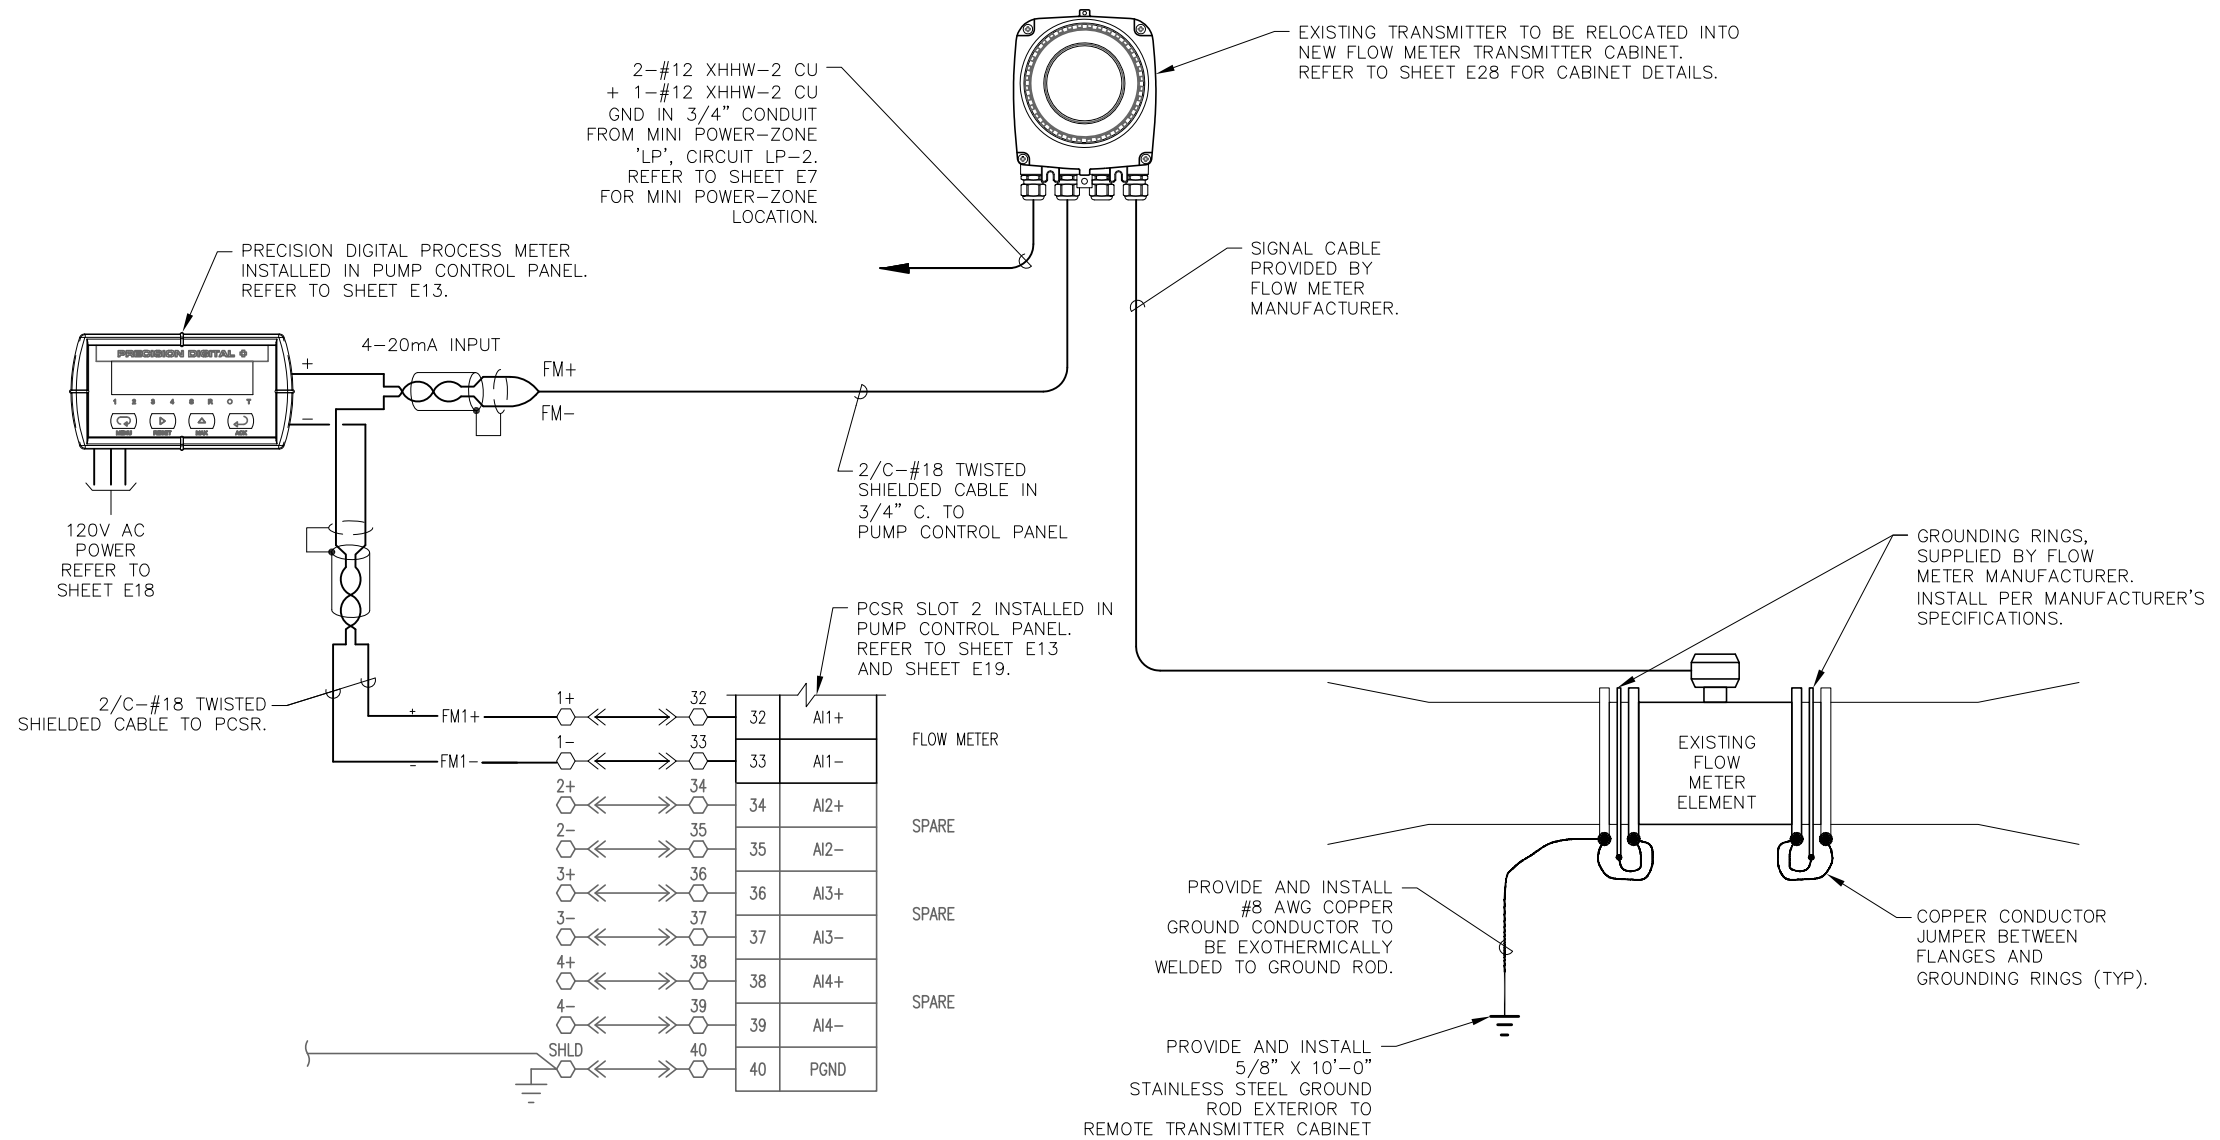 EXISTING TRANSMITTER TO BE RELOCATED INTO
NEW FLOW METER TRANSMITTER CABINET.
REFER TO SHEET E28 FOR CABINET DETAILS.
2-#12 XHHW-2 CU
+ 1-#12 XHHW-2 CU
GND IN 3/4" CONDUIT
FROM MINI POWER-ZONE
'LP', CIRCUIT LP-2.
REFER TO SHEET E7
FOR MINI POWER-ZONE
LOCATION.
PRECISION DIGITAL PROCESS METER
INSTALLED IN PUMP CONTROL PANEL.
REFER TO SHEET E13.
SIGNAL CABLE
PROVIDED BY
FLOW METER
MANUFACTURER.
4-20mA INPUT
+
-
FM+
FM-
PRECISION DIGITAL
1 2 3 4 S R O T
MENU RESET MAX ACK
120V AC
POWER
REFER TO
SHEET E18
2/C-#18 TWISTED
SHIELDED CABLE IN
3/4" C. TO
PUMP CONTROL PANEL
GROUNDING RINGS,
SUPPLIED BY FLOW
METER MANUFACTURER.
INSTALL PER MANUFACTURER'S
SPECIFICATIONS.
PCSR SLOT 2 INSTALLED IN
PUMP CONTROL PANEL.
REFER TO SHEET E13
AND SHEET E19.
2/C-#18 TWISTED
SHIELDED CABLE TO PCSR.
+ FM1+ 1+ 32 32 AI1+
- FM1- 1- 33 33 AI1-
FLOW METER
2+ 34 34 AI2+
2- 35 35 AI2-
SPARE
3+ 36 36 AI3+
3- 37 37 AI3-
SPARE
4+ 38 38 AI4+
4- 39 39 AI4-
SPARE
SHLD 40 40 PGND
EXISTING
FLOW
METER
ELEMENT
PROVIDE AND INSTALL
#8 AWG COPPER
GROUND CONDUCTOR TO
BE EXOTHERMICALLY
WELDED TO GROUND ROD.
COPPER CONDUCTOR
JUMPER BETWEEN
FLANGES AND
GROUNDING RINGS (TYP).
PROVIDE AND INSTALL
5/8" X 10'-0"
STAINLESS STEEL GROUND
ROD EXTERIOR TO
REMOTE TRANSMITTER CABINET